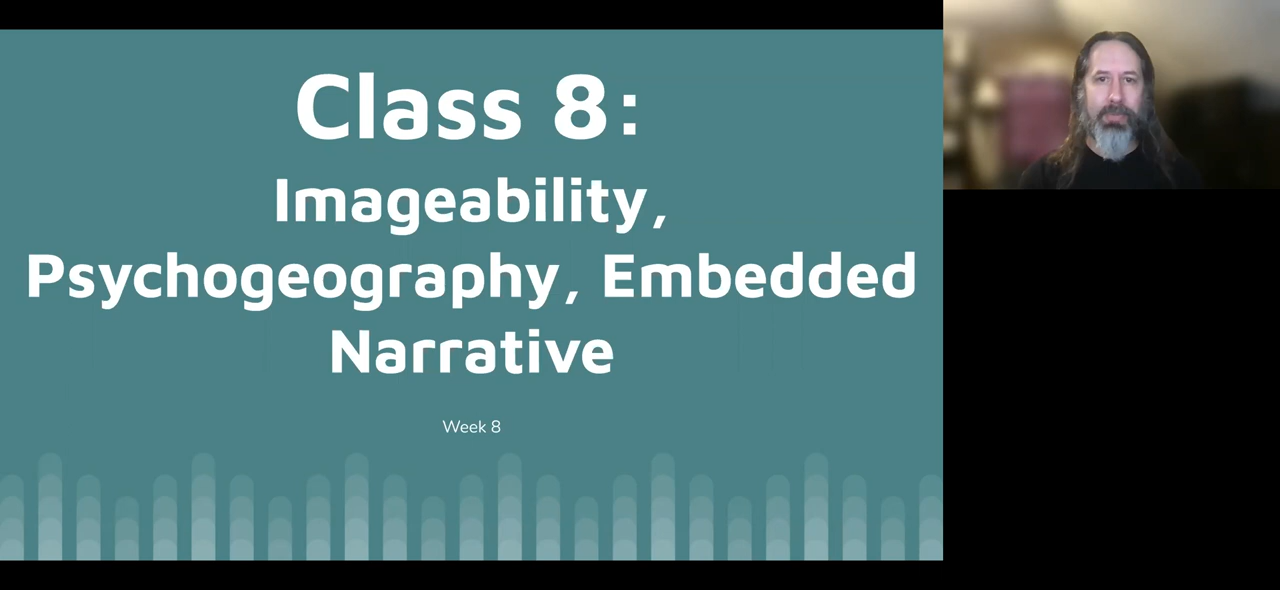 Class 8:
Imageability,
Psychogeography, Embedded
Narrative
Week 8